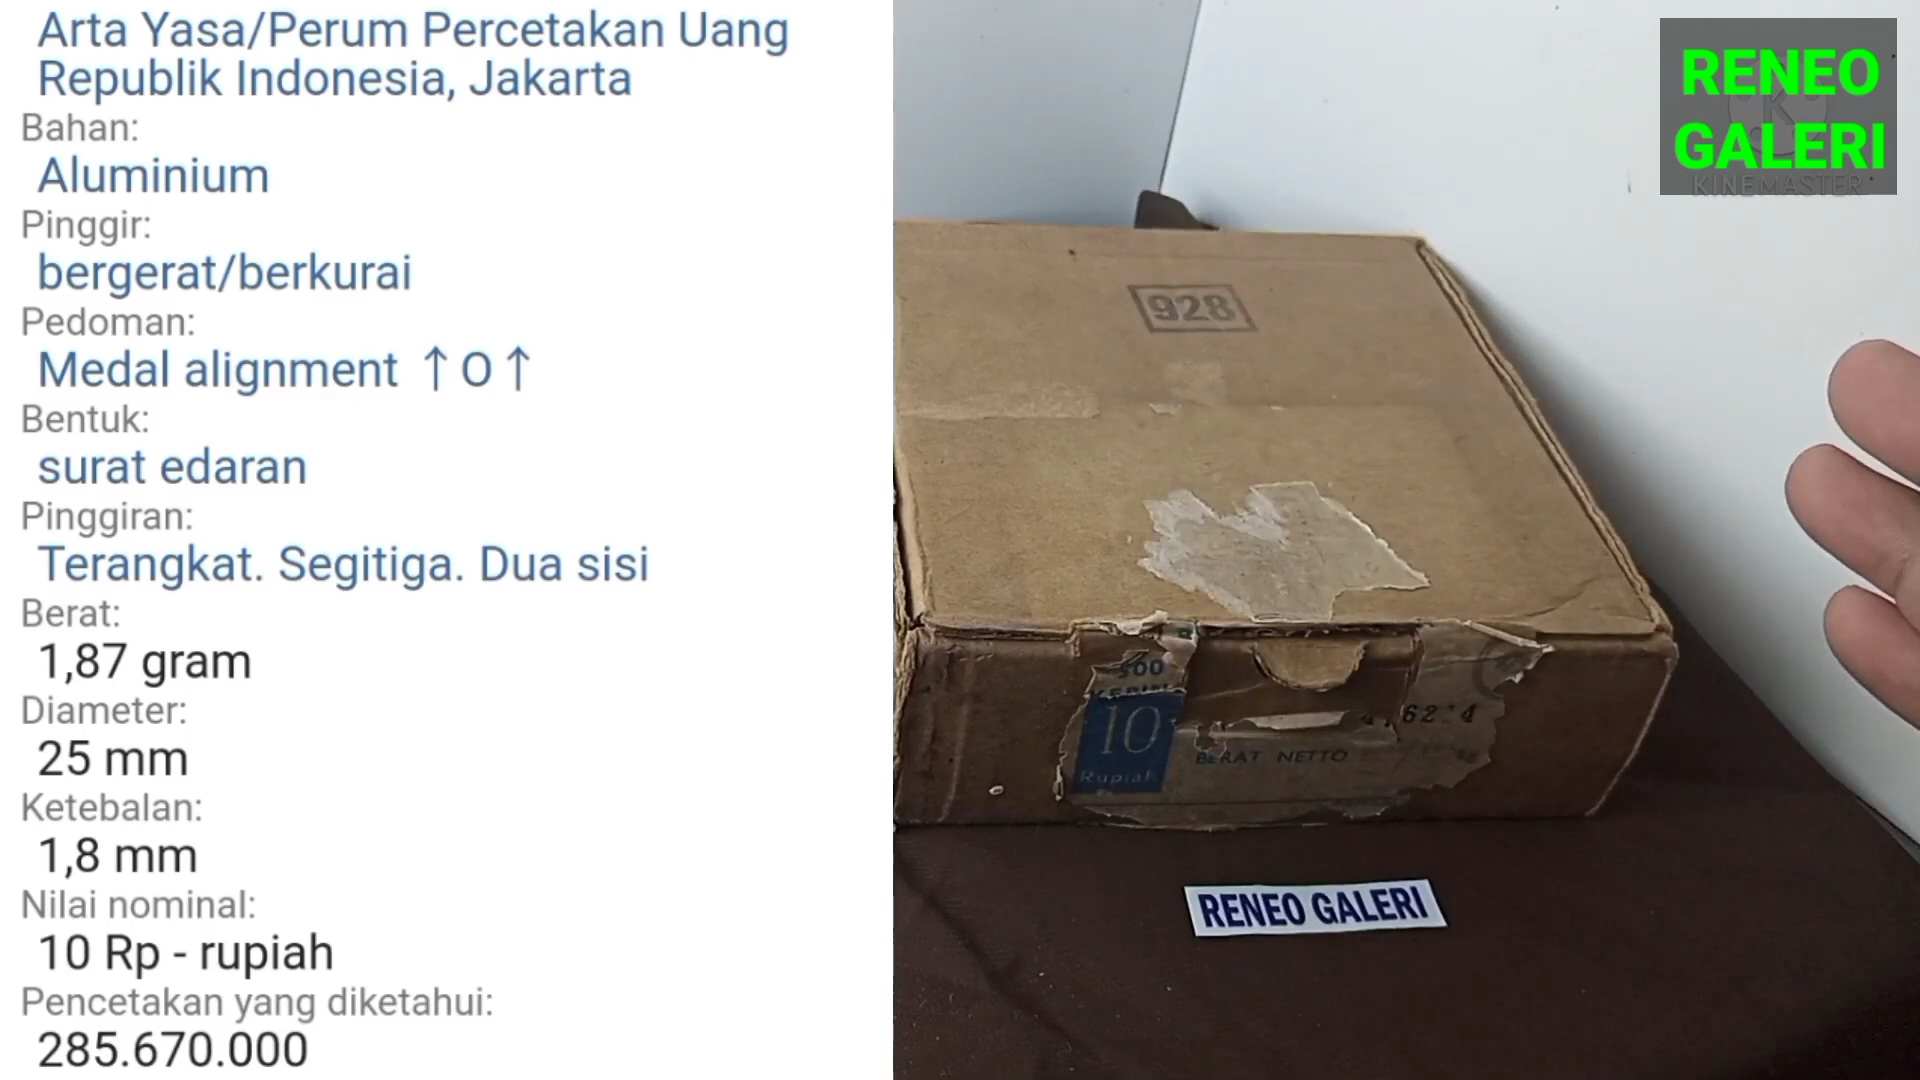 Arta Yasa/Perum Percetakan Uang
Republik Indonesia, Jakarta
Bahan:
Aluminium
Pinggir:
bergerat/berkurai
Pedoman:
Medal alignment ↑O↑
Bentuk:
surat edaran
Pinggiran:
Terangkat. Segitiga. Dua sisi
Berat:
1,87 gram
Diameter:
25 mm
Ketebalan:
1,8 mm
Nilai nominal:
10 Rp - rupiah
Pencetakan yang diketahui:
285.670.000
RENEO
GALERI
KINEMASTER
928
500
10
Rupiah
BERAT NETTO
RENEO GALERI